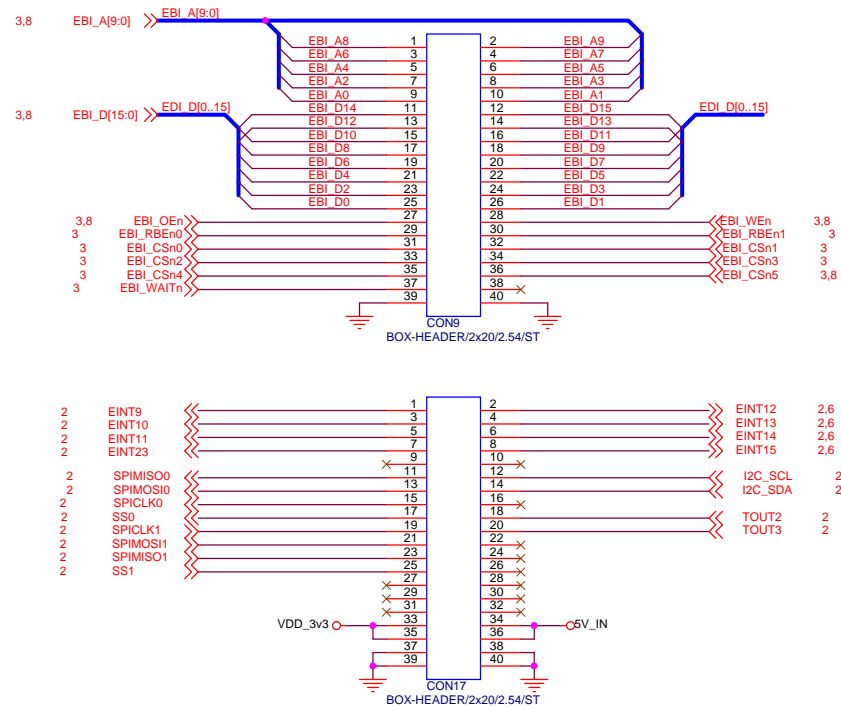 3,8 EBI_A[9:0] EBI_A[9:0]
EBI_A8 1 2 EBI_A9
EBI_A6 3 4 EBI_A7
EBI_A4 5 6 EBI_A5
EBI_A2 7 8 EBI_A3
EBI_A0 9 10 EBI_A1
3,8 EBI_D[15:0] EDI_D[0..15] EBI_D14 11 12 EBI_D15 EDI_D[0..15]
EBI_D12 13 14 EBI_D13
EBI_D10 15 16 EBI_D11
EBI_D8 17 18 EBI_D9
EBI_D6 19 20 EBI_D7
EBI_D4 21 22 EBI_D5
EBI_D2 23 24 EBI_D3
EBI_D0 25 26 EBI_D1
3,8 EBI_OEn 27 28 EBI_WEn 3,8
3 EBI_RBEn0 29 30 EBI_RBEn1 3
3 EBI_CSn0 31 32 EBI_CSn1 3
3 EBI_CSn2 33 34 EBI_CSn3 3
3 EBI_CSn4 35 36 EBI_CSn5 3,8
3 EBI_WAITn 37 38
39 40
CON9
BOX-HEADER/2x20/2.54/ST
2 EINT9 1 2 EINT12 2,6
2 EINT10 3 4 EINT13 2,6
2 EINT11 5 6 EINT14 2,6
2 EINT23 7 8 EINT15 2,6
9 10
2 SPIMISO0 11 12 I2C_SCL 2
2 SPIMOSI0 13 14 I2C_SDA 2
2 SPICLK0 15 16
2 SS0 17 18 TOUT2 2
2 SPICLK1 19 20 TOUT3 2
2 SPIMOSI1 21 22
2 SPIMISO1 23 24
2 SS1 25 26
27 28
29 30
31 32
VDD_3v3 33 34 5V_IN
35 36
37 38
39 40
CON17
BOX-HEADER/2x20/2.54/ST